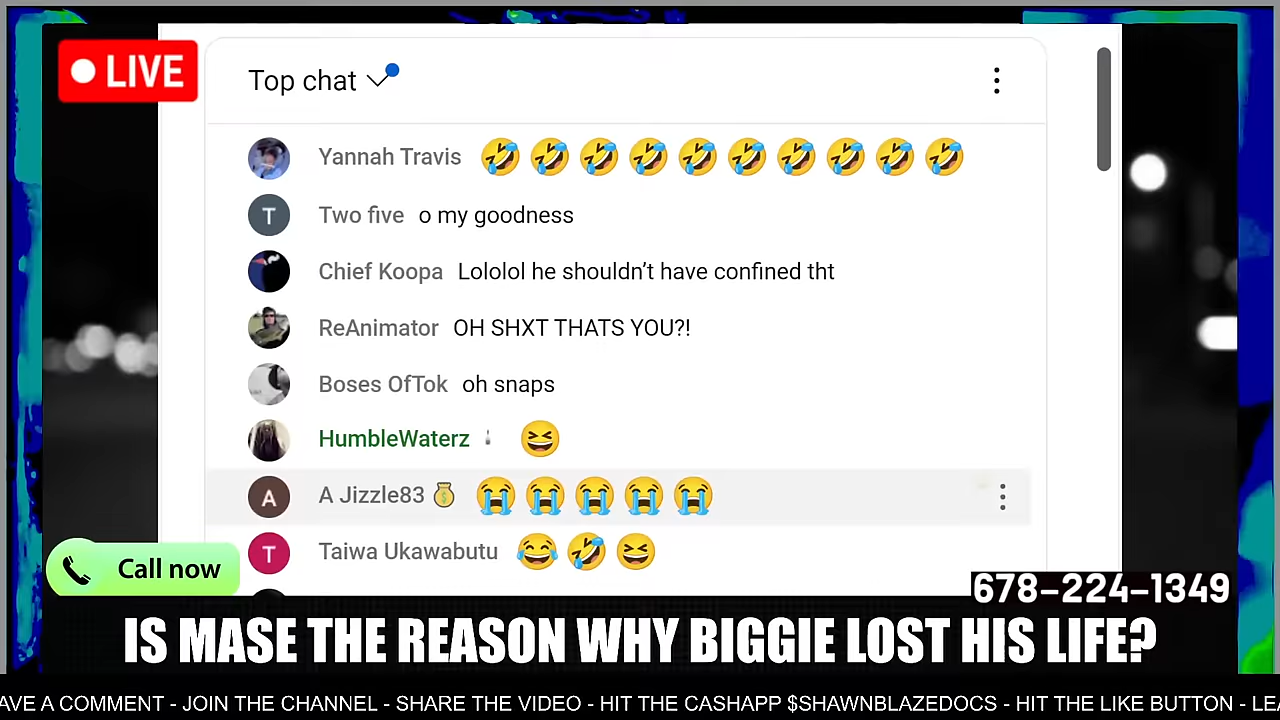 LIVE
Top chat
Yannah Travis 🤣🤣🤣🤣🤣🤣🤣🤣🤣🤣
T Two five o my goodness
Chief Koopa Lololol he shouldn’t have confined tht
ReAnimator OH SHXT THATS YOU?!
Boses OfTok oh snaps
HumbleWaterz 😆
A A Jizzle83💰 😭😭😭😭😭
T Taiwa Ukawabutu 😂🤣😆
Call now
678-224-1349
IS MASE THE REASON WHY BIGGIE LOST HIS LIFE?
AVE A COMMENT - JOIN THE CHANNEL - SHARE THE VIDEO - HIT THE CASHAPP $SHAWNBLAZEDOCS - HIT THE LIKE BUTTON - LEA